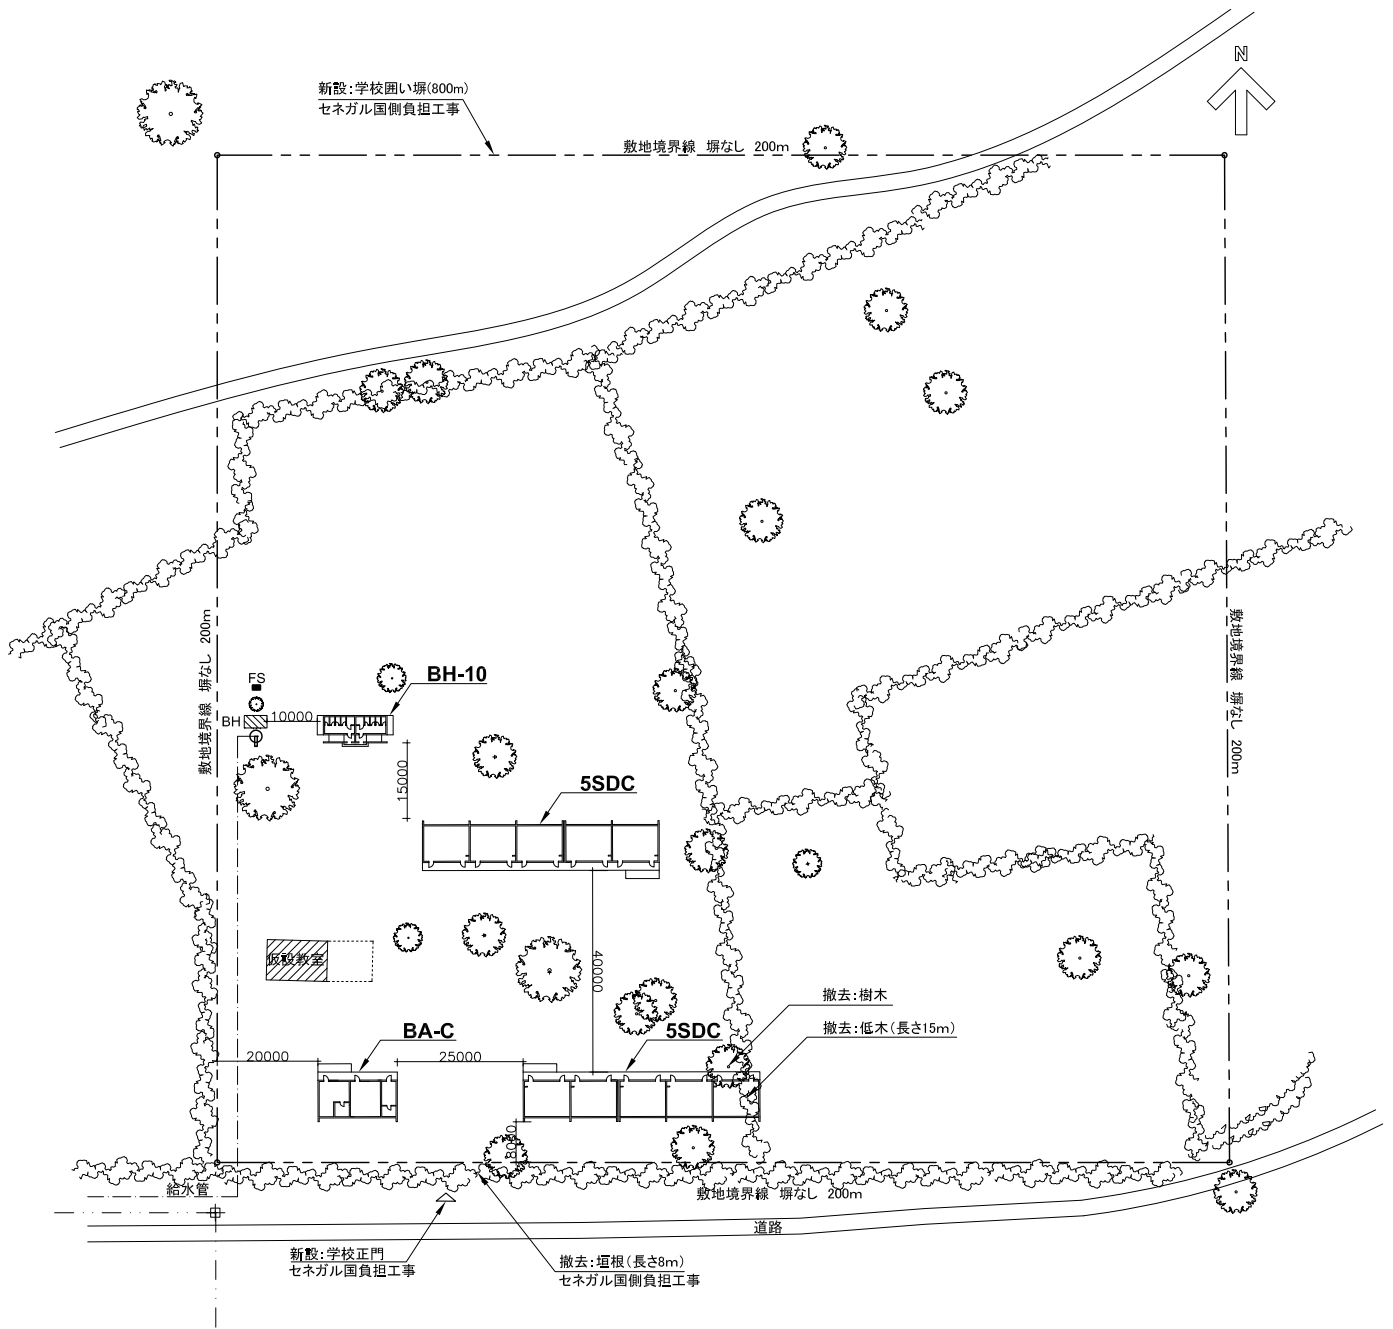 N
新設：学校囲い塀(800m)
セネガル国側負担工事
敷地境界線 塀なし 200m
敷地境界線 塀なし 200m
敷地境界線 塀なし 200m
FS
BH-10
BH
10000
15000
5SDC
仮設教室
40000
撤去：樹木
撤去：低木（長さ15m）
BA-C
5SDC
20000
25000
8000
給水管
敷地境界線 塀なし 200m
道路
新設：学校正門
セネガル国負担工事
撤去：垣根（長さ8m）
セネガル国側負担工事